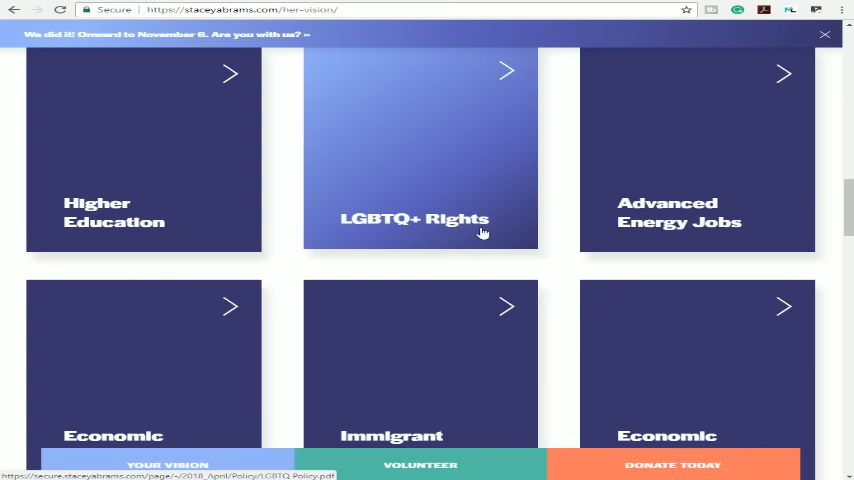 Secure
https://staceyabrams.com/her-vision/
We did it! Onward to November 6. Are you with us? »
Higher
Education
LGBTQ+ Rights
Advanced
Energy Jobs
Economic
Immigrant
Economic
YOUR VISION
VOLUNTEER
DONATE TODAY
https://secure.staceyabrams.com/page/-/2018_April/Policy/LGBTQ Policy.pdf